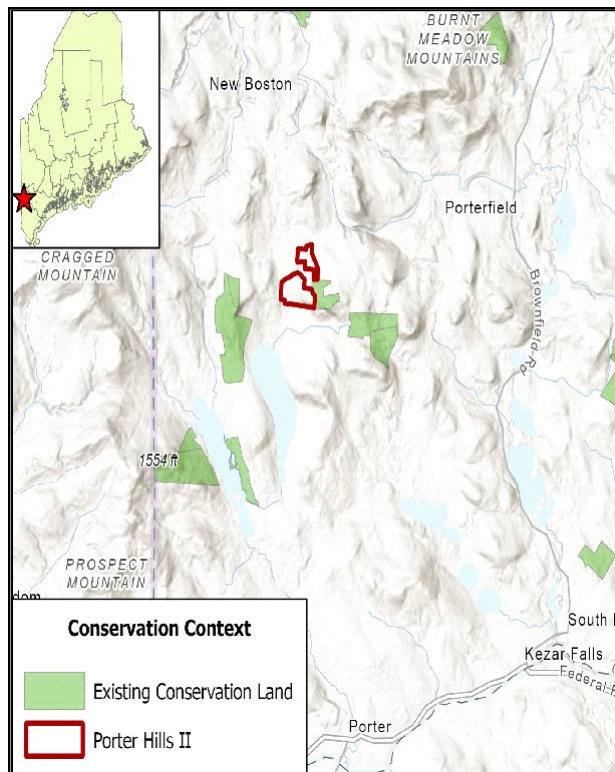 BURNT
MEADOW
MOUNTAINS
New Boston
Porterfield
CRAGGED
MOUNTAIN
Brownfield Rd
1554 ft
PROSPECT
MOUNTAIN
dom
South
Kezar Falls
Federal
Porter
Conservation Context
Existing Conservation Land
Porter Hills II